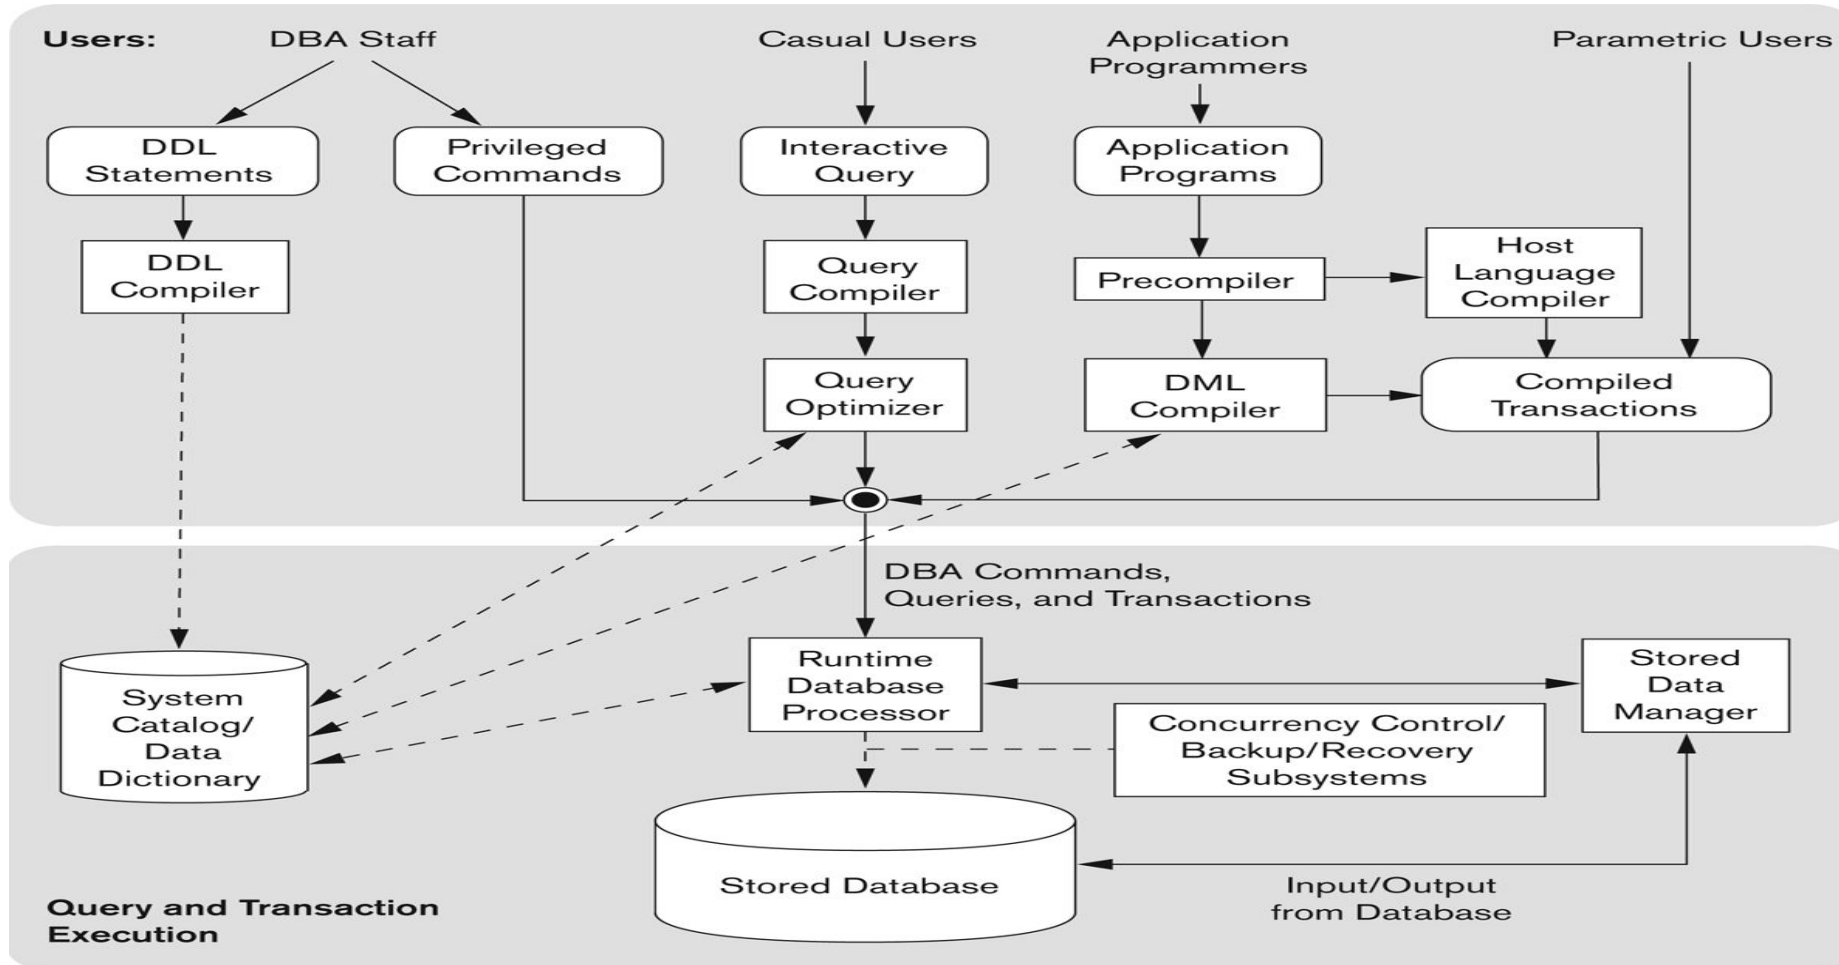 Users:
DBA Staff
Casual Users
Application
Programmers
Parametric Users
DDL
Statements
Privileged
Commands
Interactive
Query
Application
Programs
DDL
Compiler
Query
Compiler
Precompiler
Host
Language
Compiler
Query
Optimizer
DML
Compiler
Compiled
Transactions
DBA Commands,
Queries, and Transactions
System
Catalog/
Data
Dictionary
Runtime
Database
Processor
Stored
Data
Manager
Concurrency Control/
Backup/Recovery
Subsystems
Stored Database
Input/Output
from Database
Query and Transaction
Execution